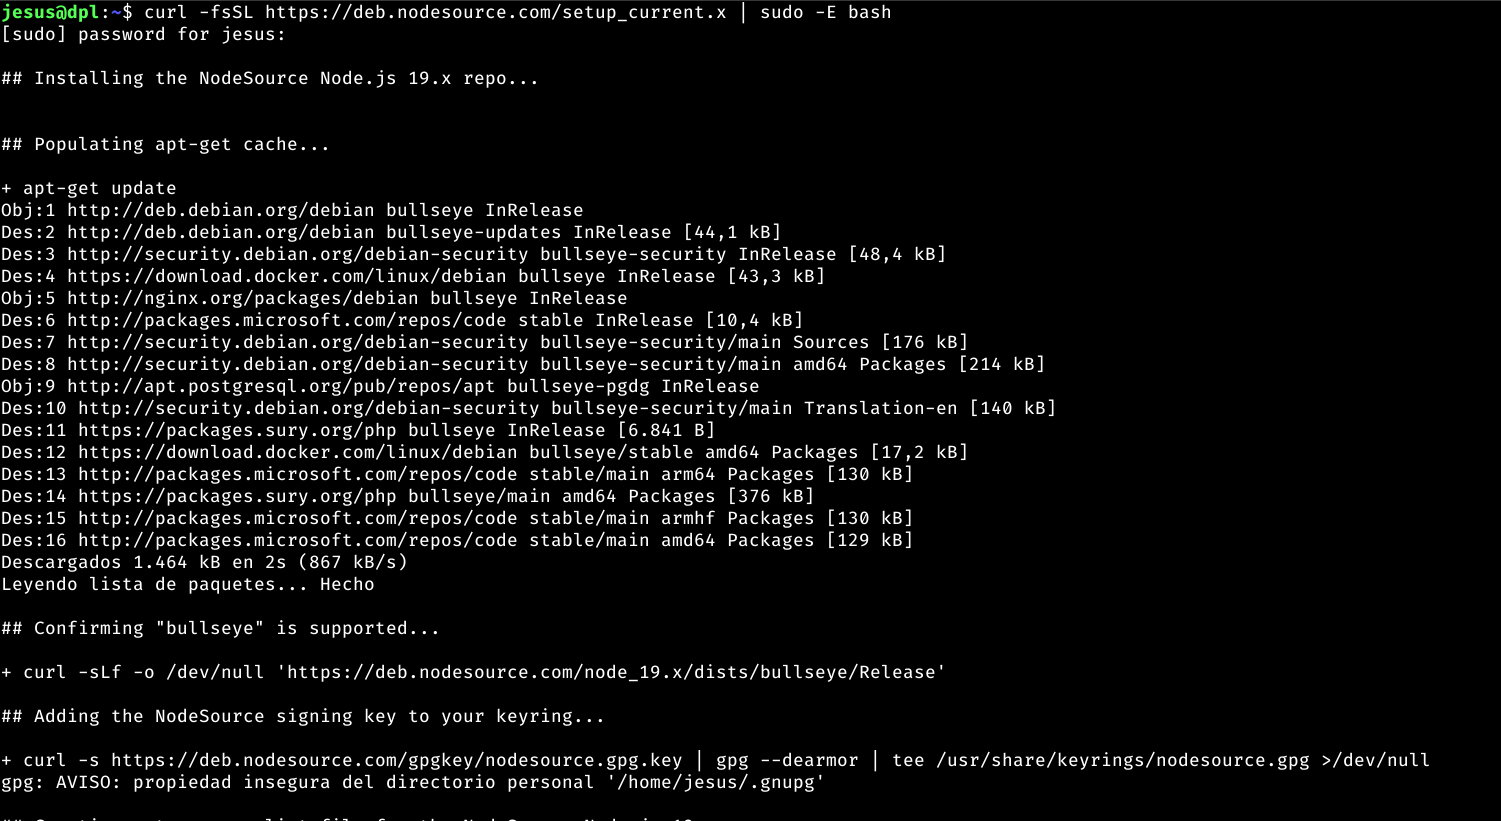 jesus@dpl:~$ curl -fsSL https://deb.nodesource.com/setup_current.x | sudo -E bash
[sudo] password for jesus:
## Installing the NodeSource Node.js 19.x repo...
## Populating apt-get cache...
+ apt-get update
Obj:1 http://deb.debian.org/debian bullseye InRelease
Des:2 http://deb.debian.org/debian bullseye-updates InRelease [44,1 kB]
Des:3 http://security.debian.org/debian-security bullseye-security InRelease [48,4 kB]
Des:4 https://download.docker.com/linux/debian bullseye InRelease [43,3 kB]
Obj:5 http://nginx.org/packages/debian bullseye InRelease
Des:6 http://packages.microsoft.com/repos/code stable InRelease [10,4 kB]
Des:7 http://security.debian.org/debian-security bullseye-security/main Sources [176 kB]
Des:8 http://security.debian.org/debian-security bullseye-security/main amd64 Packages [214 kB]
Obj:9 http://apt.postgresql.org/pub/repos/apt bullseye-pgdg InRelease
Des:10 http://security.debian.org/debian-security bullseye-security/main Translation-en [140 kB]
Des:11 https://packages.sury.org/php bullseye InRelease [6.841 B]
Des:12 https://download.docker.com/linux/debian bullseye/stable amd64 Packages [17,2 kB]
Des:13 http://packages.microsoft.com/repos/code stable/main arm64 Packages [130 kB]
Des:14 https://packages.sury.org/php bullseye/main amd64 Packages [376 kB]
Des:15 http://packages.microsoft.com/repos/code stable/main armhf Packages [130 kB]
Des:16 http://packages.microsoft.com/repos/code stable/main amd64 Packages [129 kB]
Descargados 1.464 kB en 2s (867 kB/s)
Leyendo lista de paquetes... Hecho
## Confirming "bullseye" is supported...
+ curl -sLf -o /dev/null 'https://deb.nodesource.com/node_19.x/dists/bullseye/Release'
## Adding the NodeSource signing key to your keyring...
+ curl -s https://deb.nodesource.com/gpgkey/nodesource.gpg.key | gpg --dearmor | tee /usr/share/keyrings/nodesource.gpg >/dev/null
gpg: AVISO: propiedad insegura del directorio personal '/home/jesus/.gnupg'